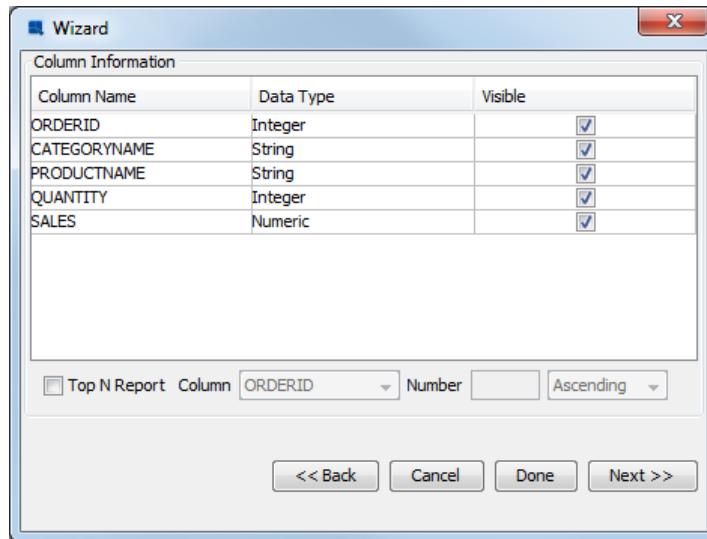 Wizard
Column Information
Column Name Data Type Visible
ORDERID Integer
CATEGORYNAME String
PRODUCTNAME String
QUANTITY Integer
SALES Numeric
Top N Report Column ORDERID Number Ascending
<< Back Cancel Done Next >>